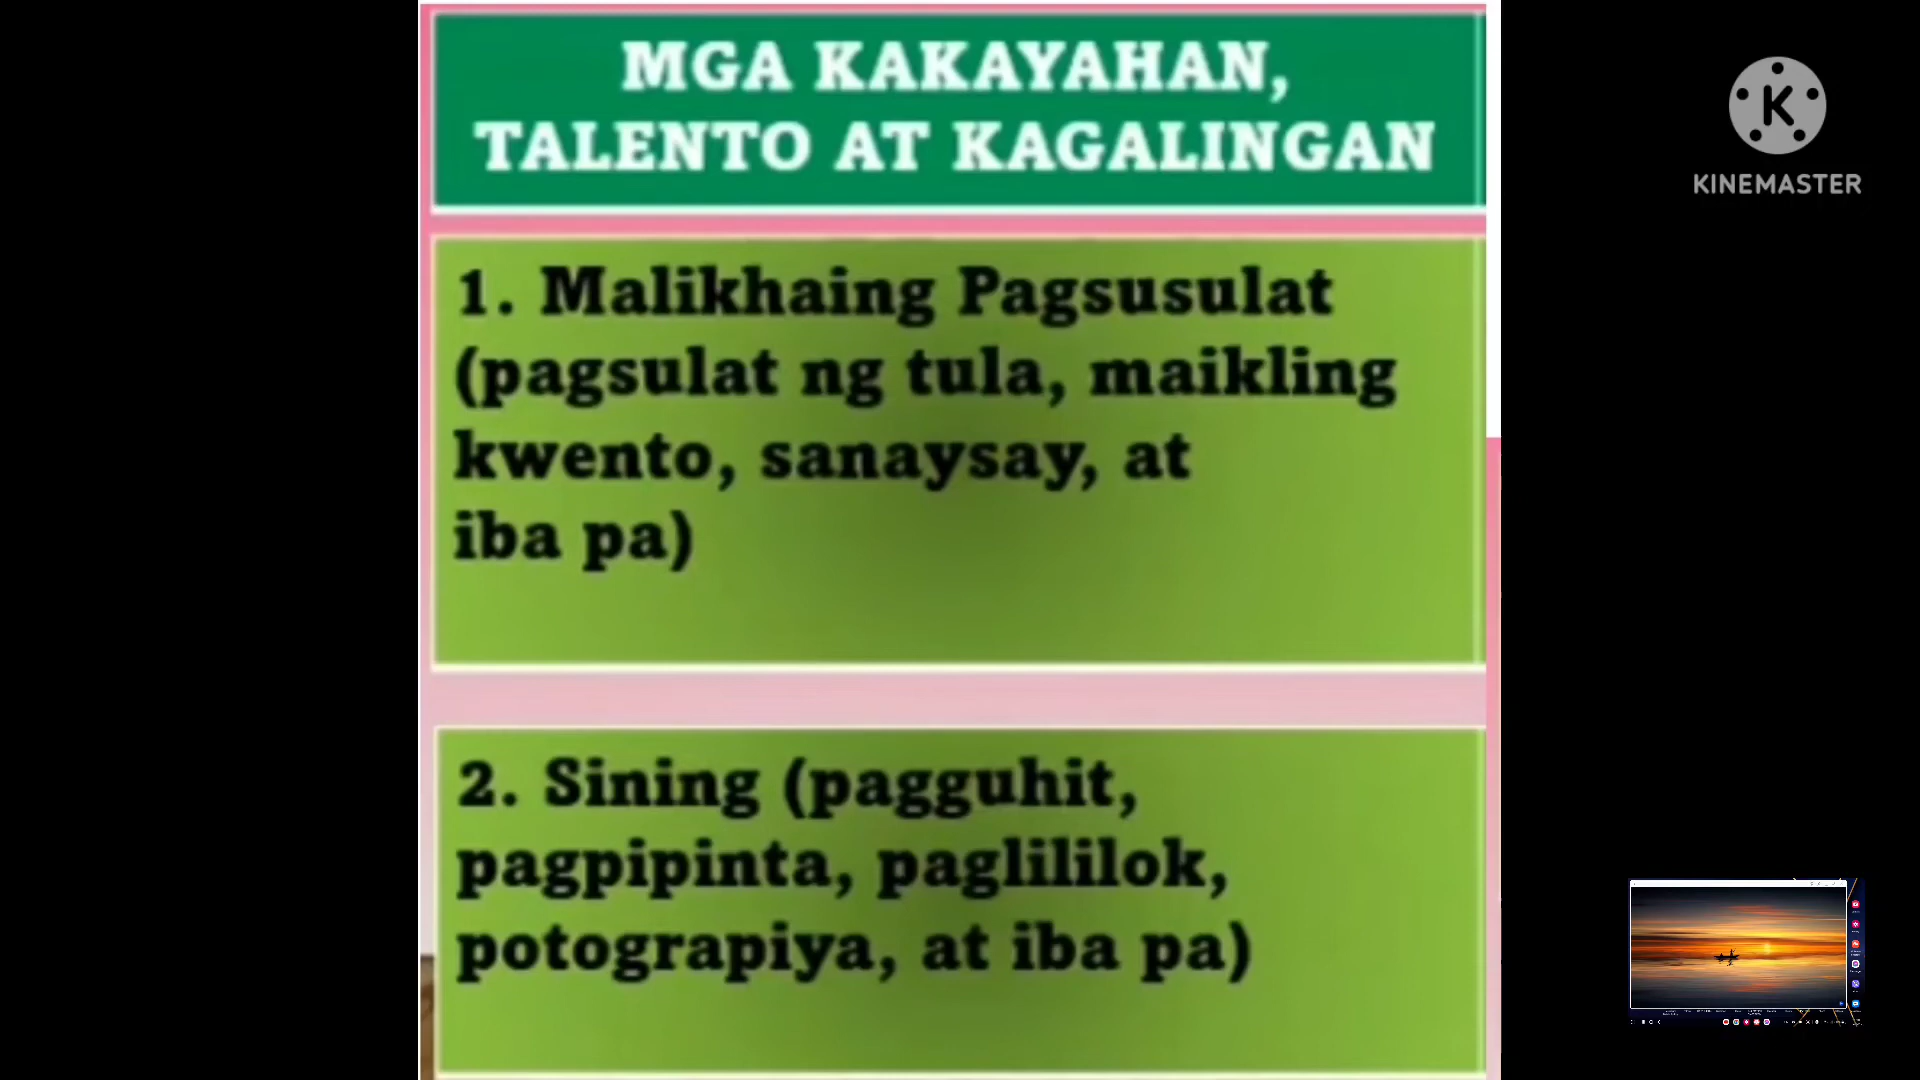 MGA KAKAYAHAN,
TALENTO AT KAGALINGAN
1. Malikhaing Pagsusulat
(pagsulat ng tula, maikling
kwento, sanaysay, at
iba pa)
2. Sining (pagguhit,
pagpipinta, paglililok,
potograpiya, at iba pa)
K
KINEMASTER